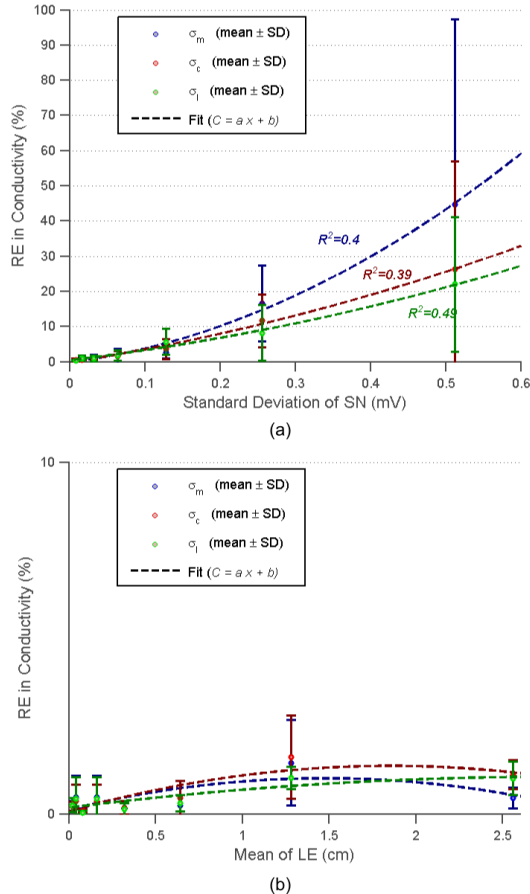 100
90
80
70
60
50
40
30
20
10
0
RE in Conductivity (%)
σm (mean ± SD)
σc (mean ± SD)
σl (mean ± SD)
Fit (C = a x + b)
R²=0.4
R²=0.39
R²=0.49
0 0.1 0.2 0.3 0.4 0.5 0.6
Standard Deviation of SN (mV)
(a)
10
0
RE in Conductivity (%)
σm (mean ± SD)
σc (mean ± SD)
σl (mean ± SD)
Fit (C = a x + b)
0 0.5 1 1.5 2 2.5
Mean of LE (cm)
(b)